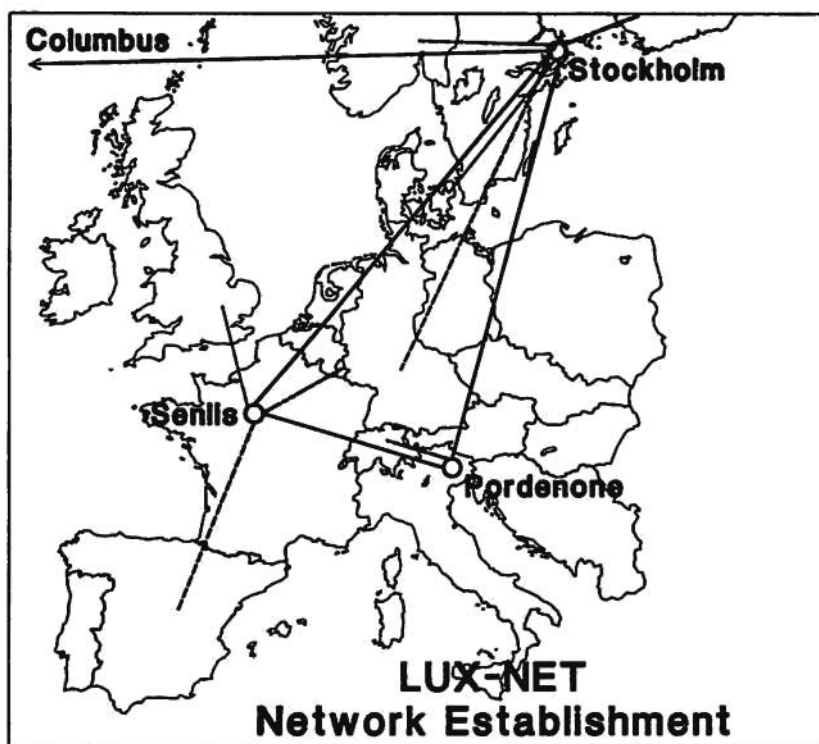 Columbus
Stockholm
Senlis
Pordenone
LUX-NET
Network Establishment